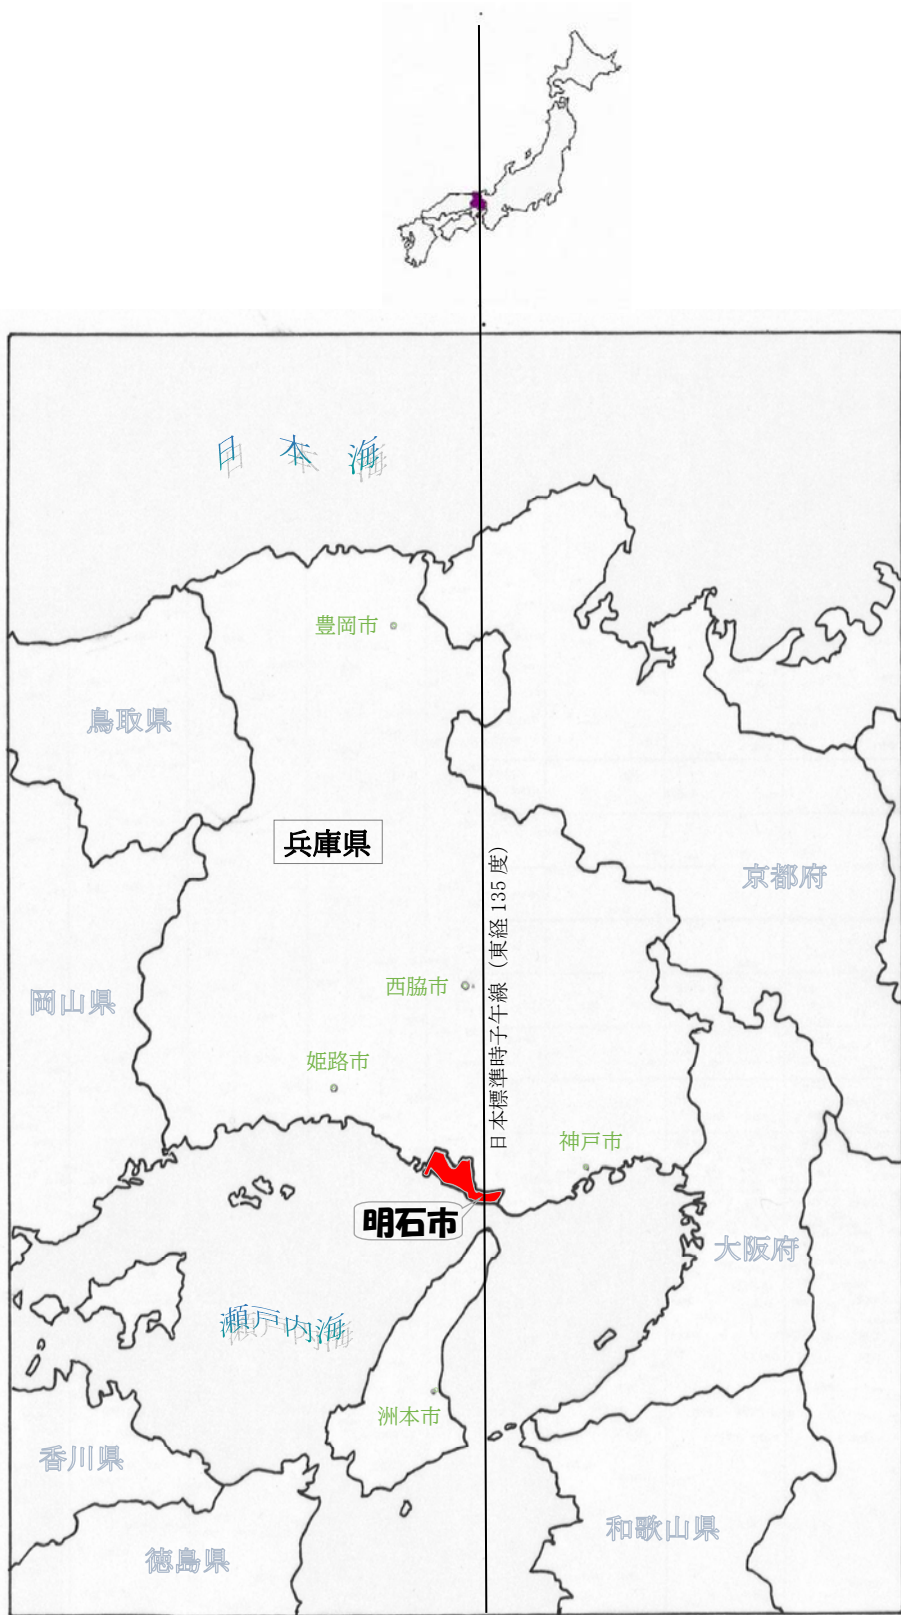 日本海
豊岡市
鳥取県
兵庫県
京都府
日本標準時子午線（東経135度）
西脇市
岡山県
姫路市
神戸市
明石市
大阪府
瀬戸内海
洲本市
香川県
和歌山県
徳島県